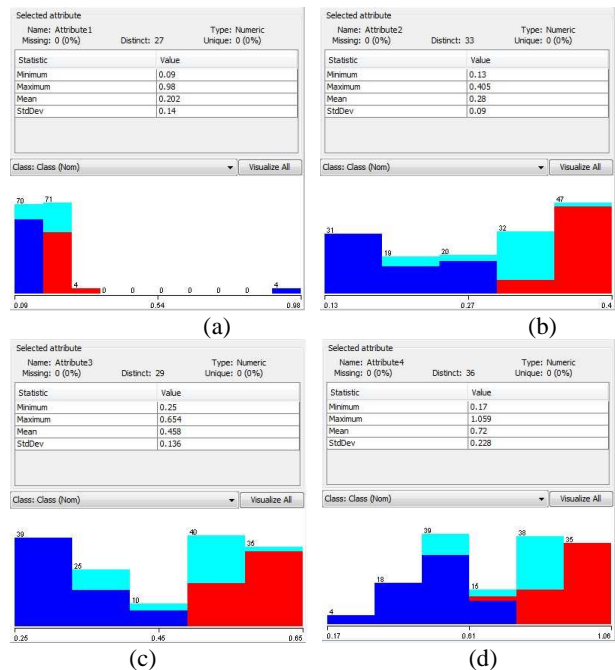 Selected attribute
Name: Attribute1 Type: Numeric
Missing: 0 (0%) Distinct: 27 Unique: 0 (0%)
Statistic Value
Minimum 0.09
Maximum 0.98
Mean 0.202
StdDev 0.14
Class: Class (Nom) Visualize All
70 71 4 0 0 0 0 0 0 4
0.09 0.54 0.98
(a)
Selected attribute
Name: Attribute2 Type: Numeric
Missing: 0 (0%) Distinct: 33 Unique: 0 (0%)
Statistic Value
Minimum 0.13
Maximum 0.405
Mean 0.28
StdDev 0.09
Class: Class (Nom) Visualize All
31 19 20 32 47
0.13 0.27 0.4
(b)
Selected attribute
Name: Attribute3 Type: Numeric
Missing: 0 (0%) Distinct: 29 Unique: 0 (0%)
Statistic Value
Minimum 0.25
Maximum 0.654
Mean 0.458
StdDev 0.136
Class: Class (Nom) Visualize All
39 25 10 40 35
0.25 0.45 0.65
(c)
Selected attribute
Name: Attribute4 Type: Numeric
Missing: 0 (0%) Distinct: 36 Unique: 0 (0%)
Statistic Value
Minimum 0.17
Maximum 1.059
Mean 0.72
StdDev 0.228
Class: Class (Nom) Visualize All
4 18 39 15 38 35
0.17 0.61 1.06
(d)